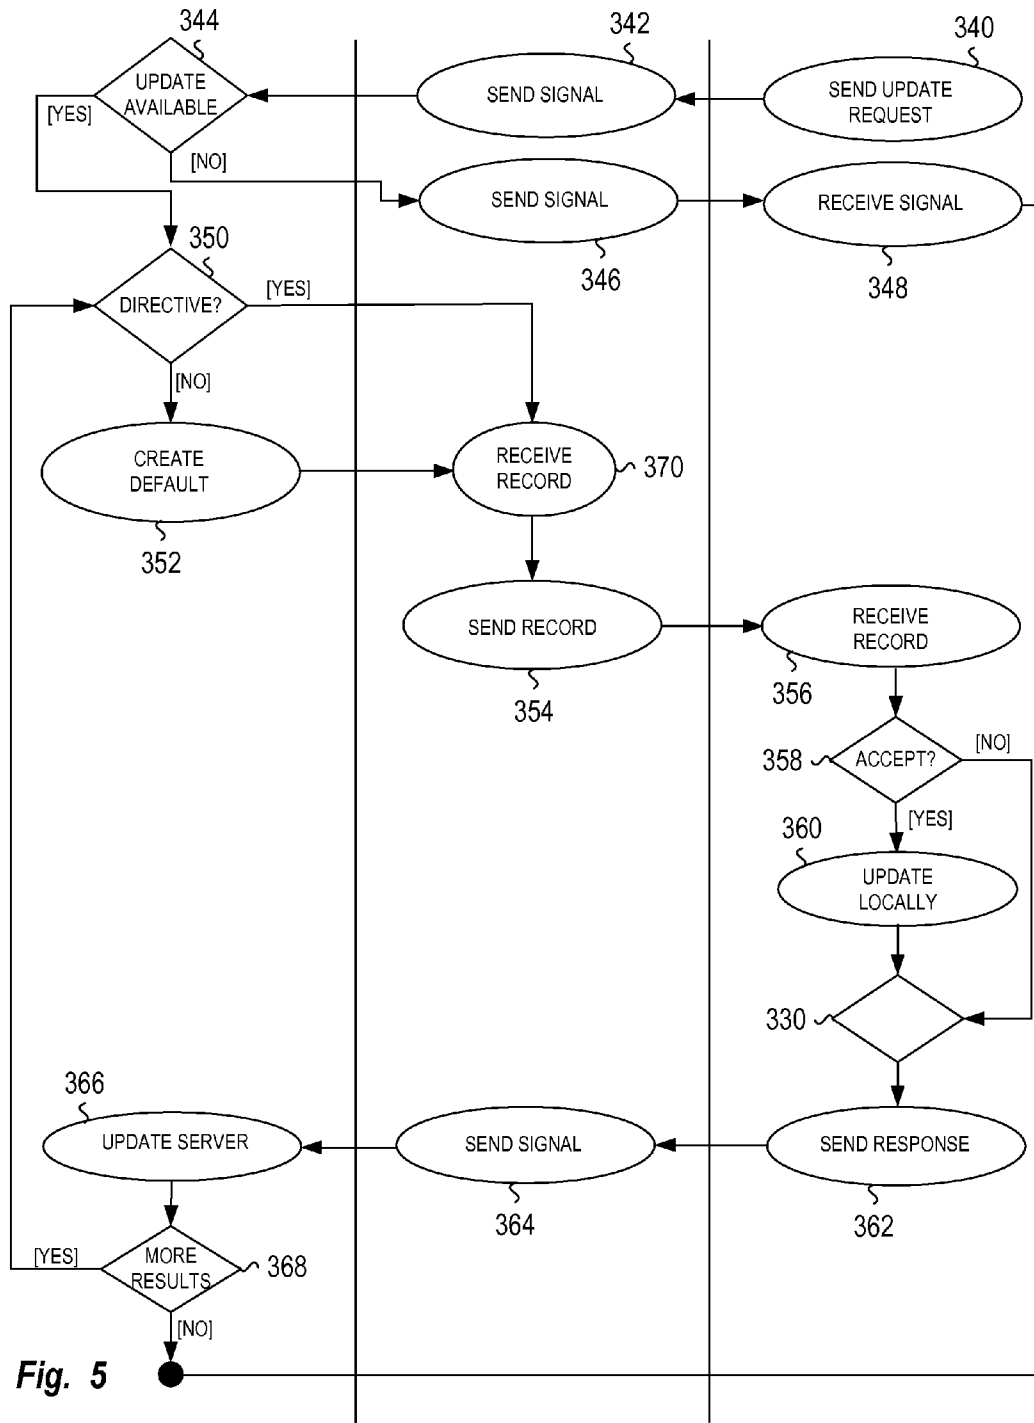 344
342
340
UPDATE
AVAILABLE
SEND SIGNAL
SEND UPDATE
REQUEST
[YES]
[NO]
SEND SIGNAL
RECEIVE SIGNAL
346
348
350
DIRECTIVE?
[YES]
[NO]
CREATE
DEFAULT
352
RECEIVE
RECORD
370
SEND RECORD
354
RECEIVE
RECORD
356
358
ACCEPT?
[NO]
[YES]
360
UPDATE
LOCALLY
330
366
UPDATE SERVER
SEND SIGNAL
364
SEND RESPONSE
362
[YES]
MORE
RESULTS
368
[NO]
Fig. 5